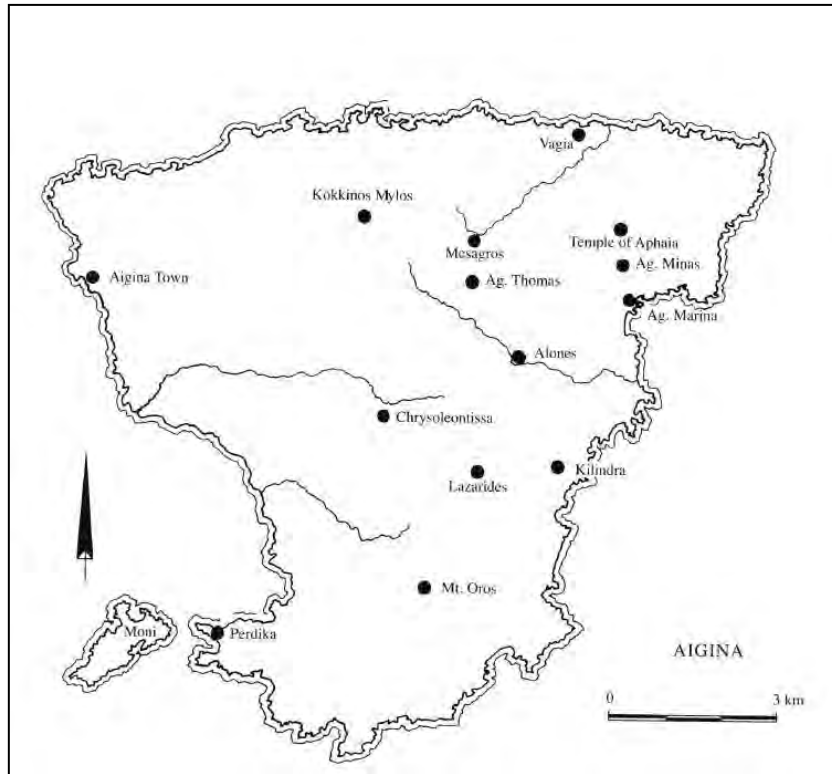 Vagia
Kokkinos Mylos
Mesagros
Temple of Aphaia
Ag. Minas
Aigina Town
Ag. Thomas
Ag. Marina
Alones
Chrysoleontissa
Kilindra
Lazarides
Mt. Oros
Moni
Perdika
AIGINA
0 3 km